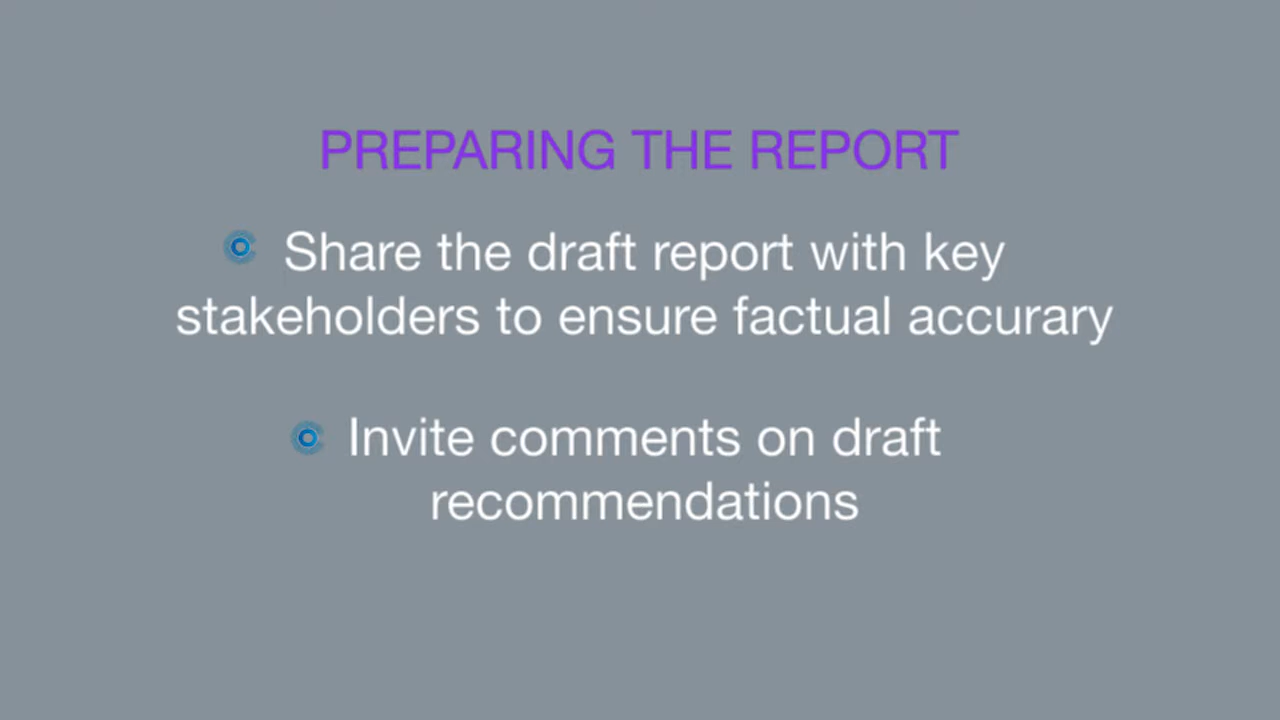 PREPARING THE REPORT
Share the draft report with key
stakeholders to ensure factual accurary
Invite comments on draft
recommendations